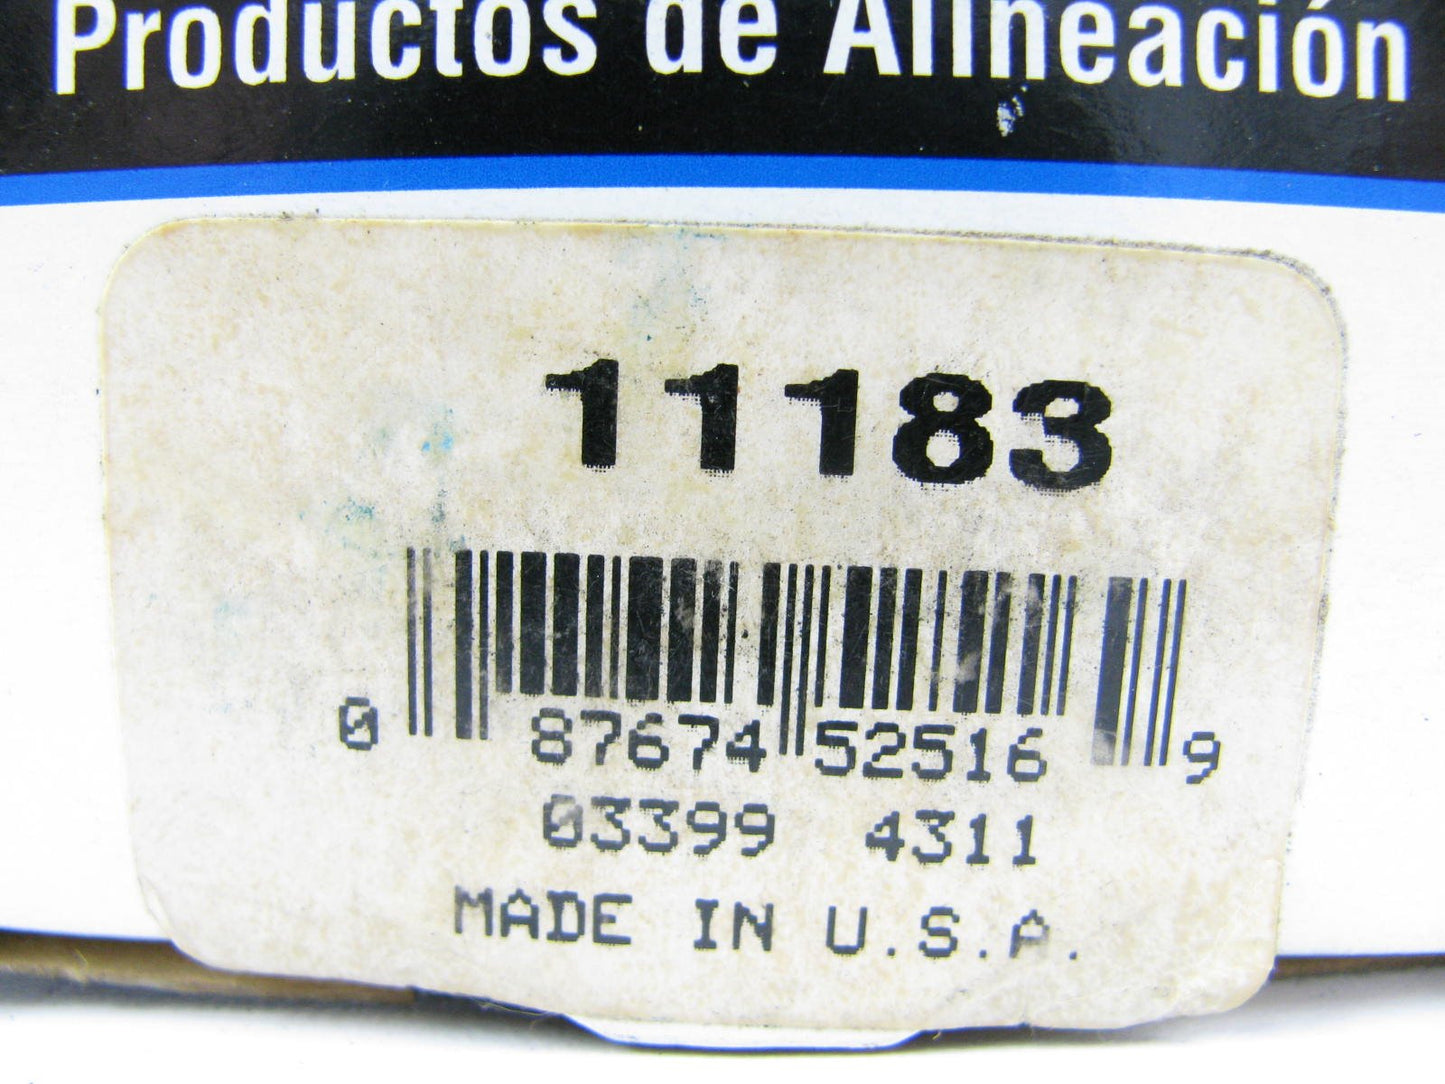 Productos de Alineación
11183
0 87674 52516 9
03399 4311
MADE IN U.S.A.